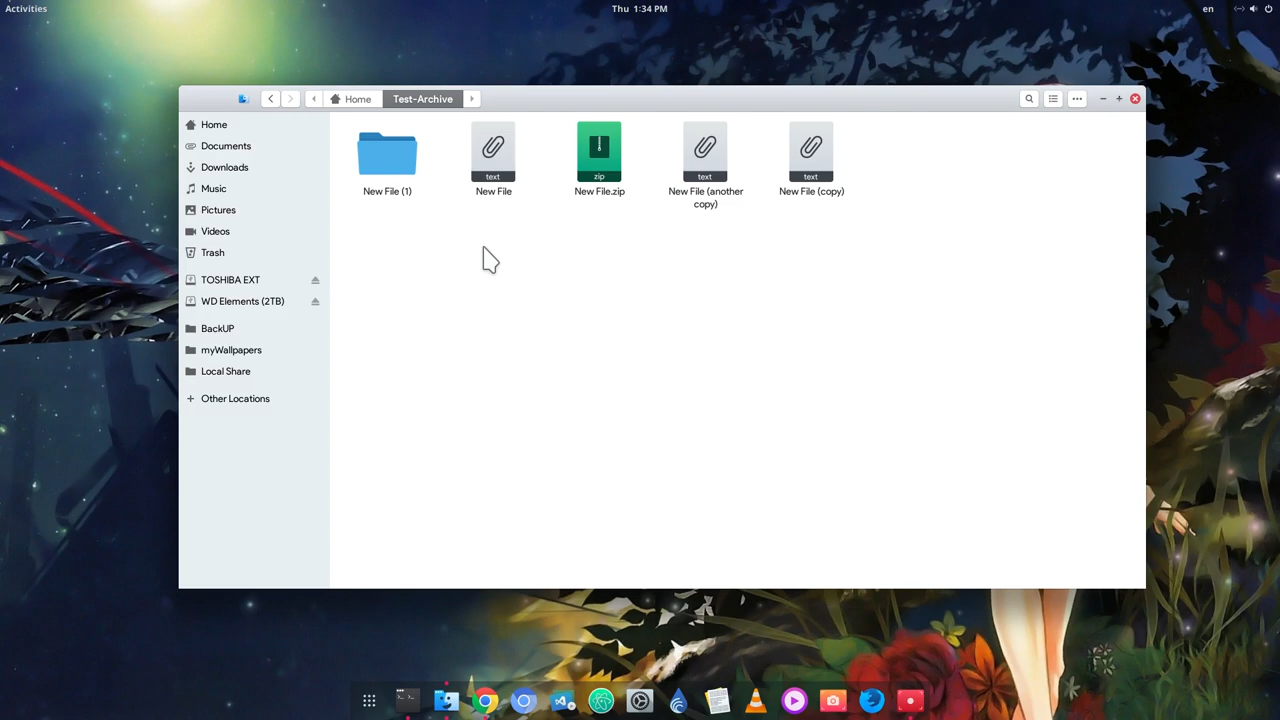 Activities
Thu 1:34 PM
en
Home
Test-Archive
Home
Documents
Downloads
Music
Pictures
Videos
Trash
TOSHIBA EXT
WD Elements (2TB)
BackUP
myWallpapers
Local Share
Other Locations
text
zip
text
text
New File (1)
New File
New File.zip
New File (another
copy)
New File (copy)